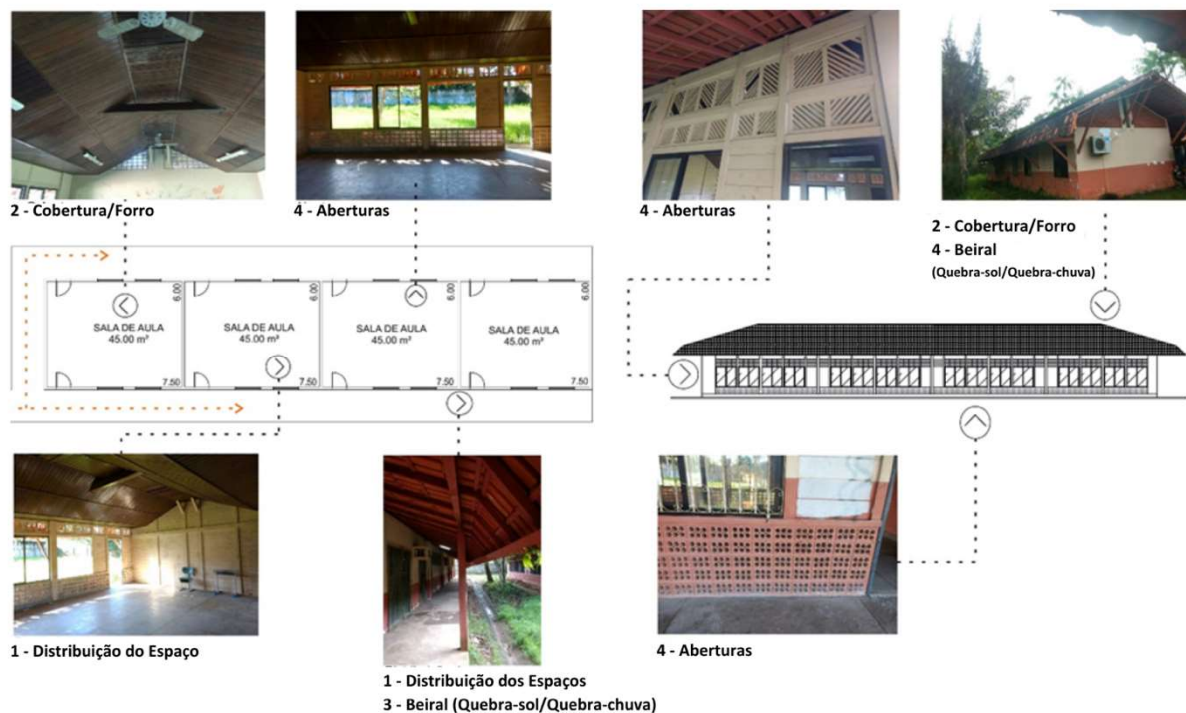 2 - Cobertura/Forro
4 - Aberturas
4 - Aberturas
2 - Cobertura/Forro
4 - Beiral
(Quebra-sol/Quebra-chuva)
6.00
6.00
6.00
6.00
SALA DE AULA
45.00 m²
SALA DE AULA
45.00 m²
SALA DE AULA
45.00 m²
SALA DE AULA
45.00 m²
7.50
7.50
7.50
7.50
1 - Distribuição do Espaço
1 - Distribuição dos Espaços
3 - Beiral (Quebra-sol/Quebra-chuva)
4 - Aberturas